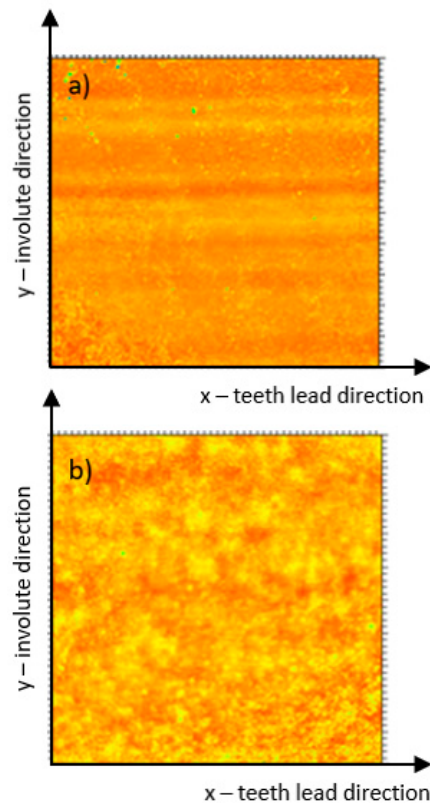 a)
y – involute direction
x – teeth lead direction
b)
y – involute direction
x – teeth lead direction